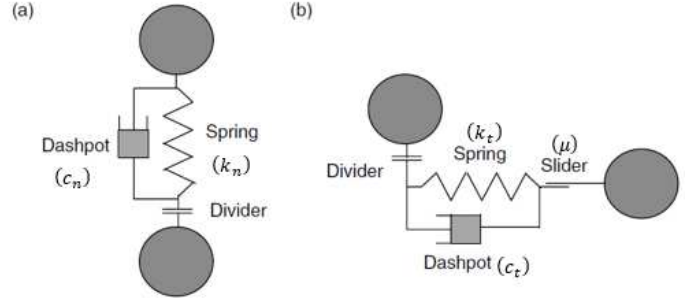 (a)
Dashpot
(c_n)
Spring
(k_n)
Divider
(b)
Divider
(k_t)
Spring
(μ)
Slider
Dashpot (c_t)